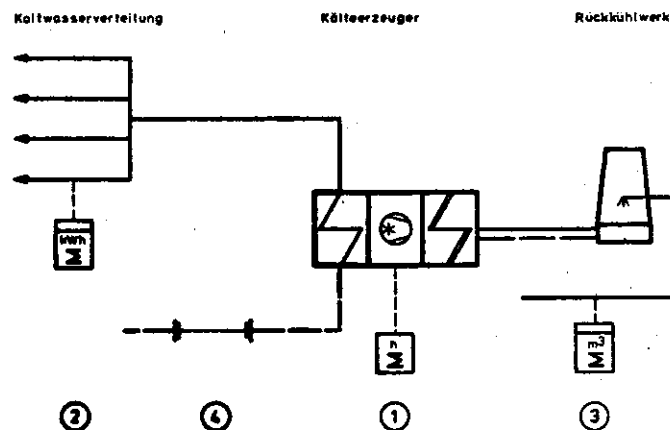 Kaltwasserverteilung
Kälteerzeuger
Rückkühlwerk
kWh
M
h
M
m³
M
2
4
1
3